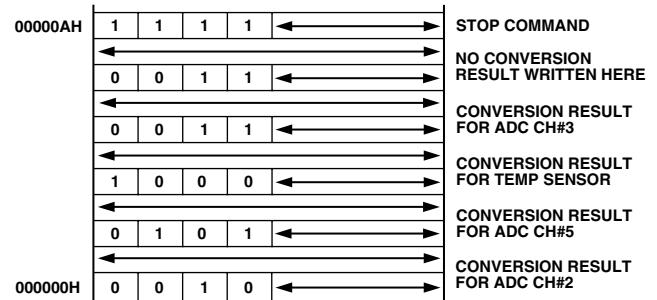 00000AH 1 1 1 1 STOP COMMAND
NO CONVERSION
0 0 1 1 RESULT WRITTEN HERE
CONVERSION RESULT
0 0 1 1 FOR ADC CH#3
CONVERSION RESULT
1 0 0 0 FOR TEMP SENSOR
CONVERSION RESULT
0 1 0 1 FOR ADC CH#5
CONVERSION RESULT
000000H 0 0 1 0 FOR ADC CH#2